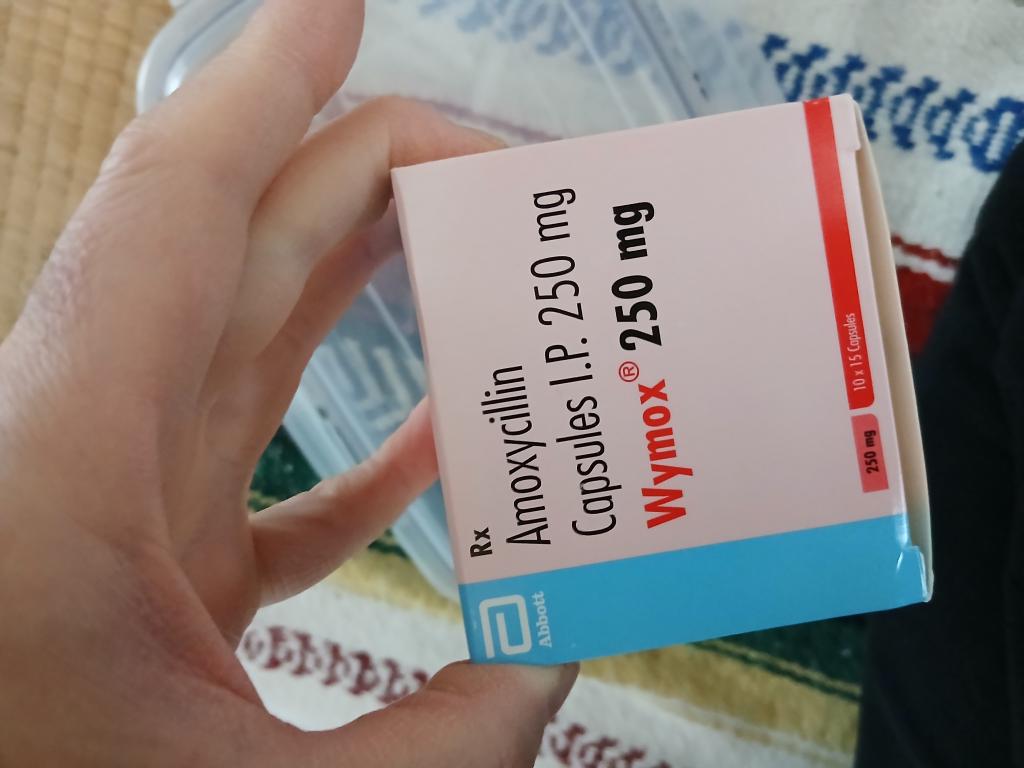 Rx
Amoxycillin
Capsules I.P. 250 mg
Wymox® 250 mg
250 mg
10 x 15 Capsules
Abbott